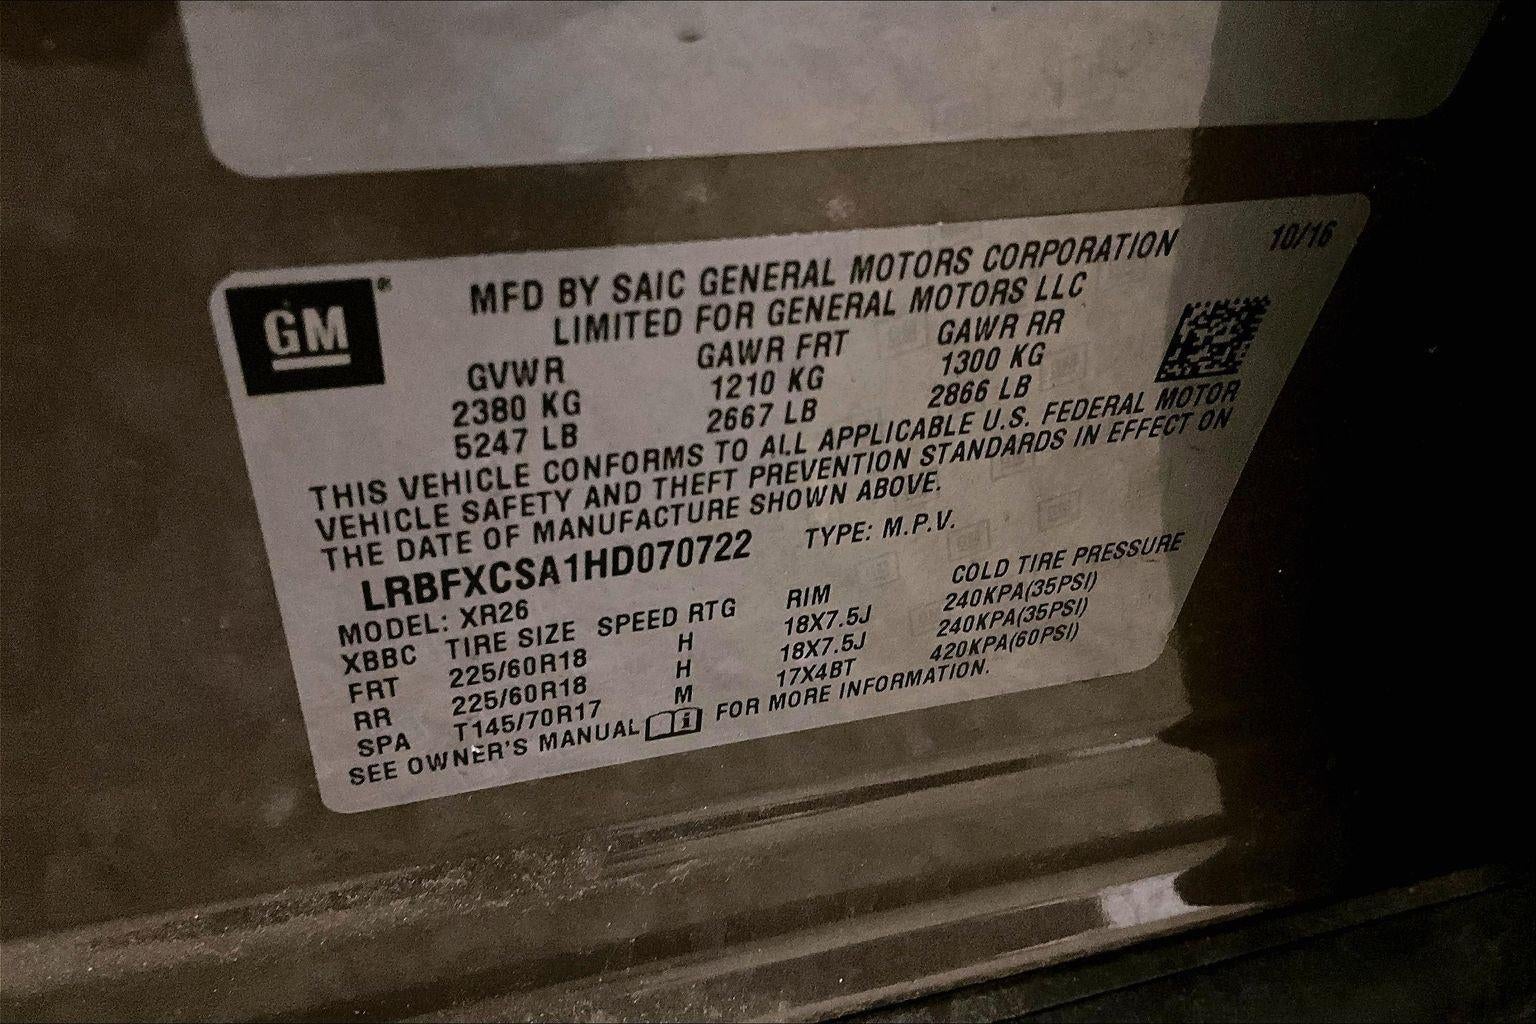 GM®
10/16
MFD BY SAIC GENERAL MOTORS CORPORATION
LIMITED FOR GENERAL MOTORS LLC
GVWR GAWR FRT GAWR RR
2380 KG 1210 KG 1300 KG
5247 LB 2667 LB 2866 LB
THIS VEHICLE CONFORMS TO ALL APPLICABLE U.S. FEDERAL MOTOR
VEHICLE SAFETY AND THEFT PREVENTION STANDARDS IN EFFECT ON
THE DATE OF MANUFACTURE SHOWN ABOVE.
LRBFXCSA1HD070722 TYPE: M.P.V.
MODEL: XR26
XBBC TIRE SIZE SPEED RTG RIM COLD TIRE PRESSURE
FRT 225/60R18 H 18X7.5J 240KPA(35PSI)
RR 225/60R18 H 18X7.5J 240KPA(35PSI)
SPA T145/70R17 M 17X4BT 420KPA(60PSI)
SEE OWNER'S MANUAL i FOR MORE INFORMATION.